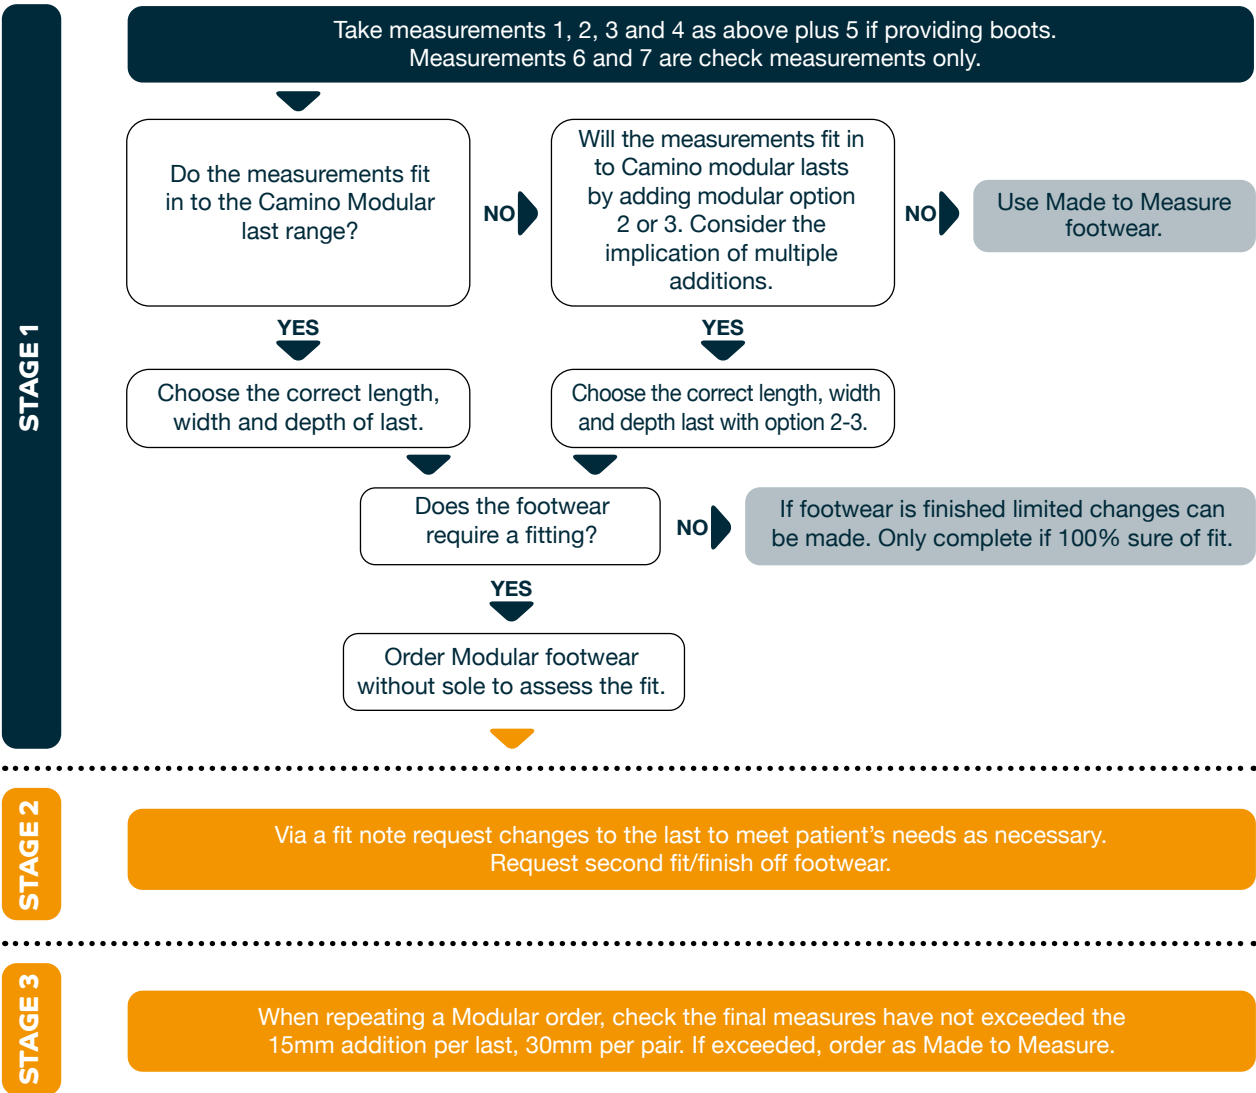 STAGE 1
Take measurements 1, 2, 3 and 4 as above plus 5 if providing boots.
Measurements 6 and 7 are check measurements only.
Do the measurements fit
in to the Camino Modular
last range?
NO
Will the measurements fit in
to Camino modular lasts
by adding modular option
2 or 3. Consider the
implication of multiple
additions.
NO
Use Made to Measure
footwear.
YES
YES
Choose the correct length,
width and depth of last.
Choose the correct length, width
and depth last with option 2-3.
Does the footwear
require a fitting?
NO
If footwear is finished limited changes can
be made. Only complete if 100% sure of fit.
YES
Order Modular footwear
without sole to assess the fit.
STAGE 2
Via a fit note request changes to the last to meet patient’s needs as necessary.
Request second fit/finish off footwear.
STAGE 3
When repeating a Modular order, check the final measures have not exceeded the
15mm addition per last, 30mm per pair. If exceeded, order as Made to Measure.